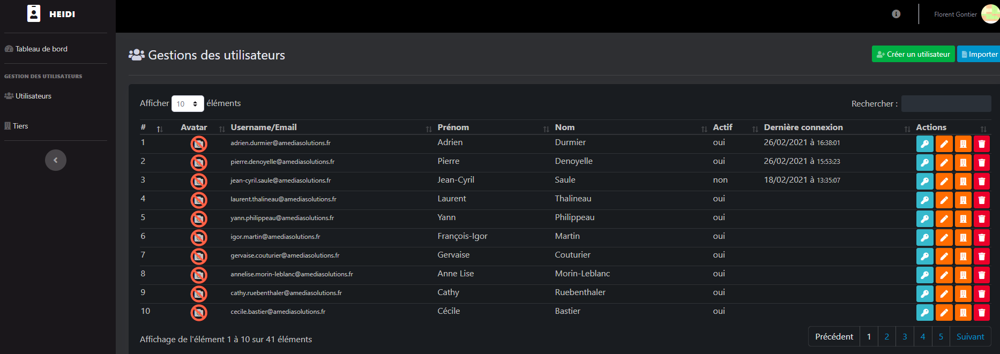 HEIDI
Florent Gontier
Tableau de bord
GESTION DES UTILISATEURS
Utilisateurs
Tiers
Gestions des utilisateurs
Créer un utilisateur
Importer
Afficher 10 éléments
Rechercher :
# Avatar Username/Email Prénom Nom Actif Dernière connexion Actions
1 adrien.durmier@amediasolutions.fr Adrien Durmier oui 26/02/2021 à 16:38:01
2 pierre.denoyelle@amediasolutions.fr Pierre Denoyelle oui 26/02/2021 à 15:53:23
3 jean-cyril.saule@amediasolutions.fr Jean-Cyril Saule non 18/02/2021 à 13:35:07
4 laurent.thalineau@amediasolutions.fr Laurent Thalineau oui
5 yann.philippeau@amediasolutions.fr Yann Philippeau oui
6 igor.martin@amediasolutions.fr François-Igor Martin oui
7 gervaise.couturier@amediasolutions.fr Gervaise Couturier oui
8 annelise.morin-leblanc@amediasolutions.fr Anne Lise Morin-Leblanc oui
9 cathy.ruebenthaler@amediasolutions.fr Cathy Ruebenthaler oui
10 cecile.bastier@amediasolutions.fr Cécile Bastier oui
Affichage de l'élément 1 à 10 sur 41 éléments
Précédent 1 2 3 4 5 Suivant